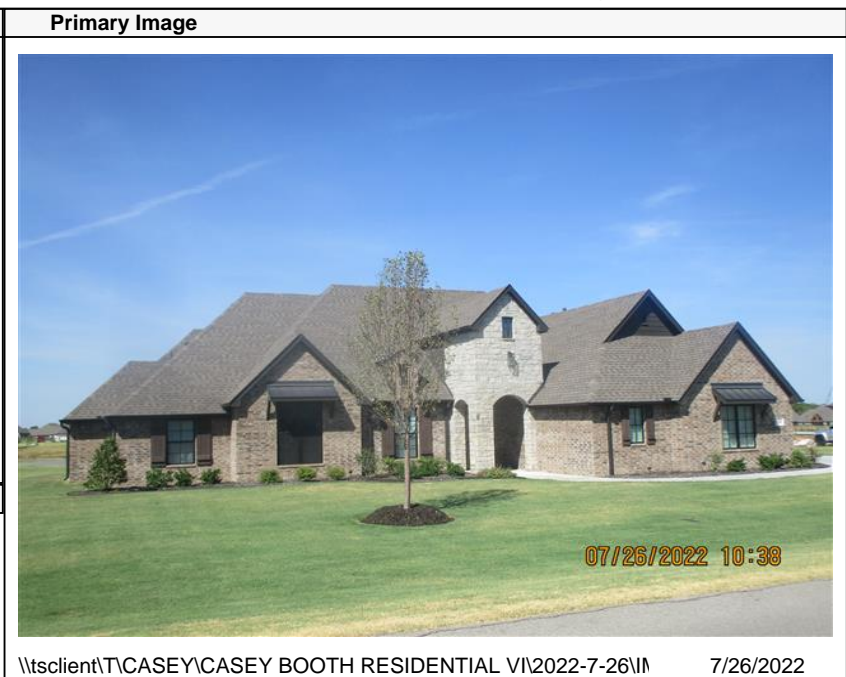 Primary Image
07/26/2022 10:38
\\tsclient\T\CASEY\CASEY BOOTH RESIDENTIAL VI\2022-7-26\
7/26/2022